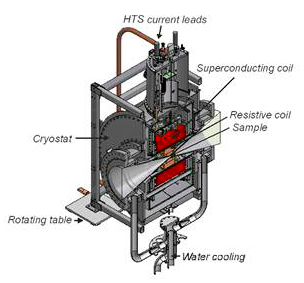 HTS current leads
Superconducting coil
Resistive coil
Sample
Cryostat
Rotating table
Water cooling